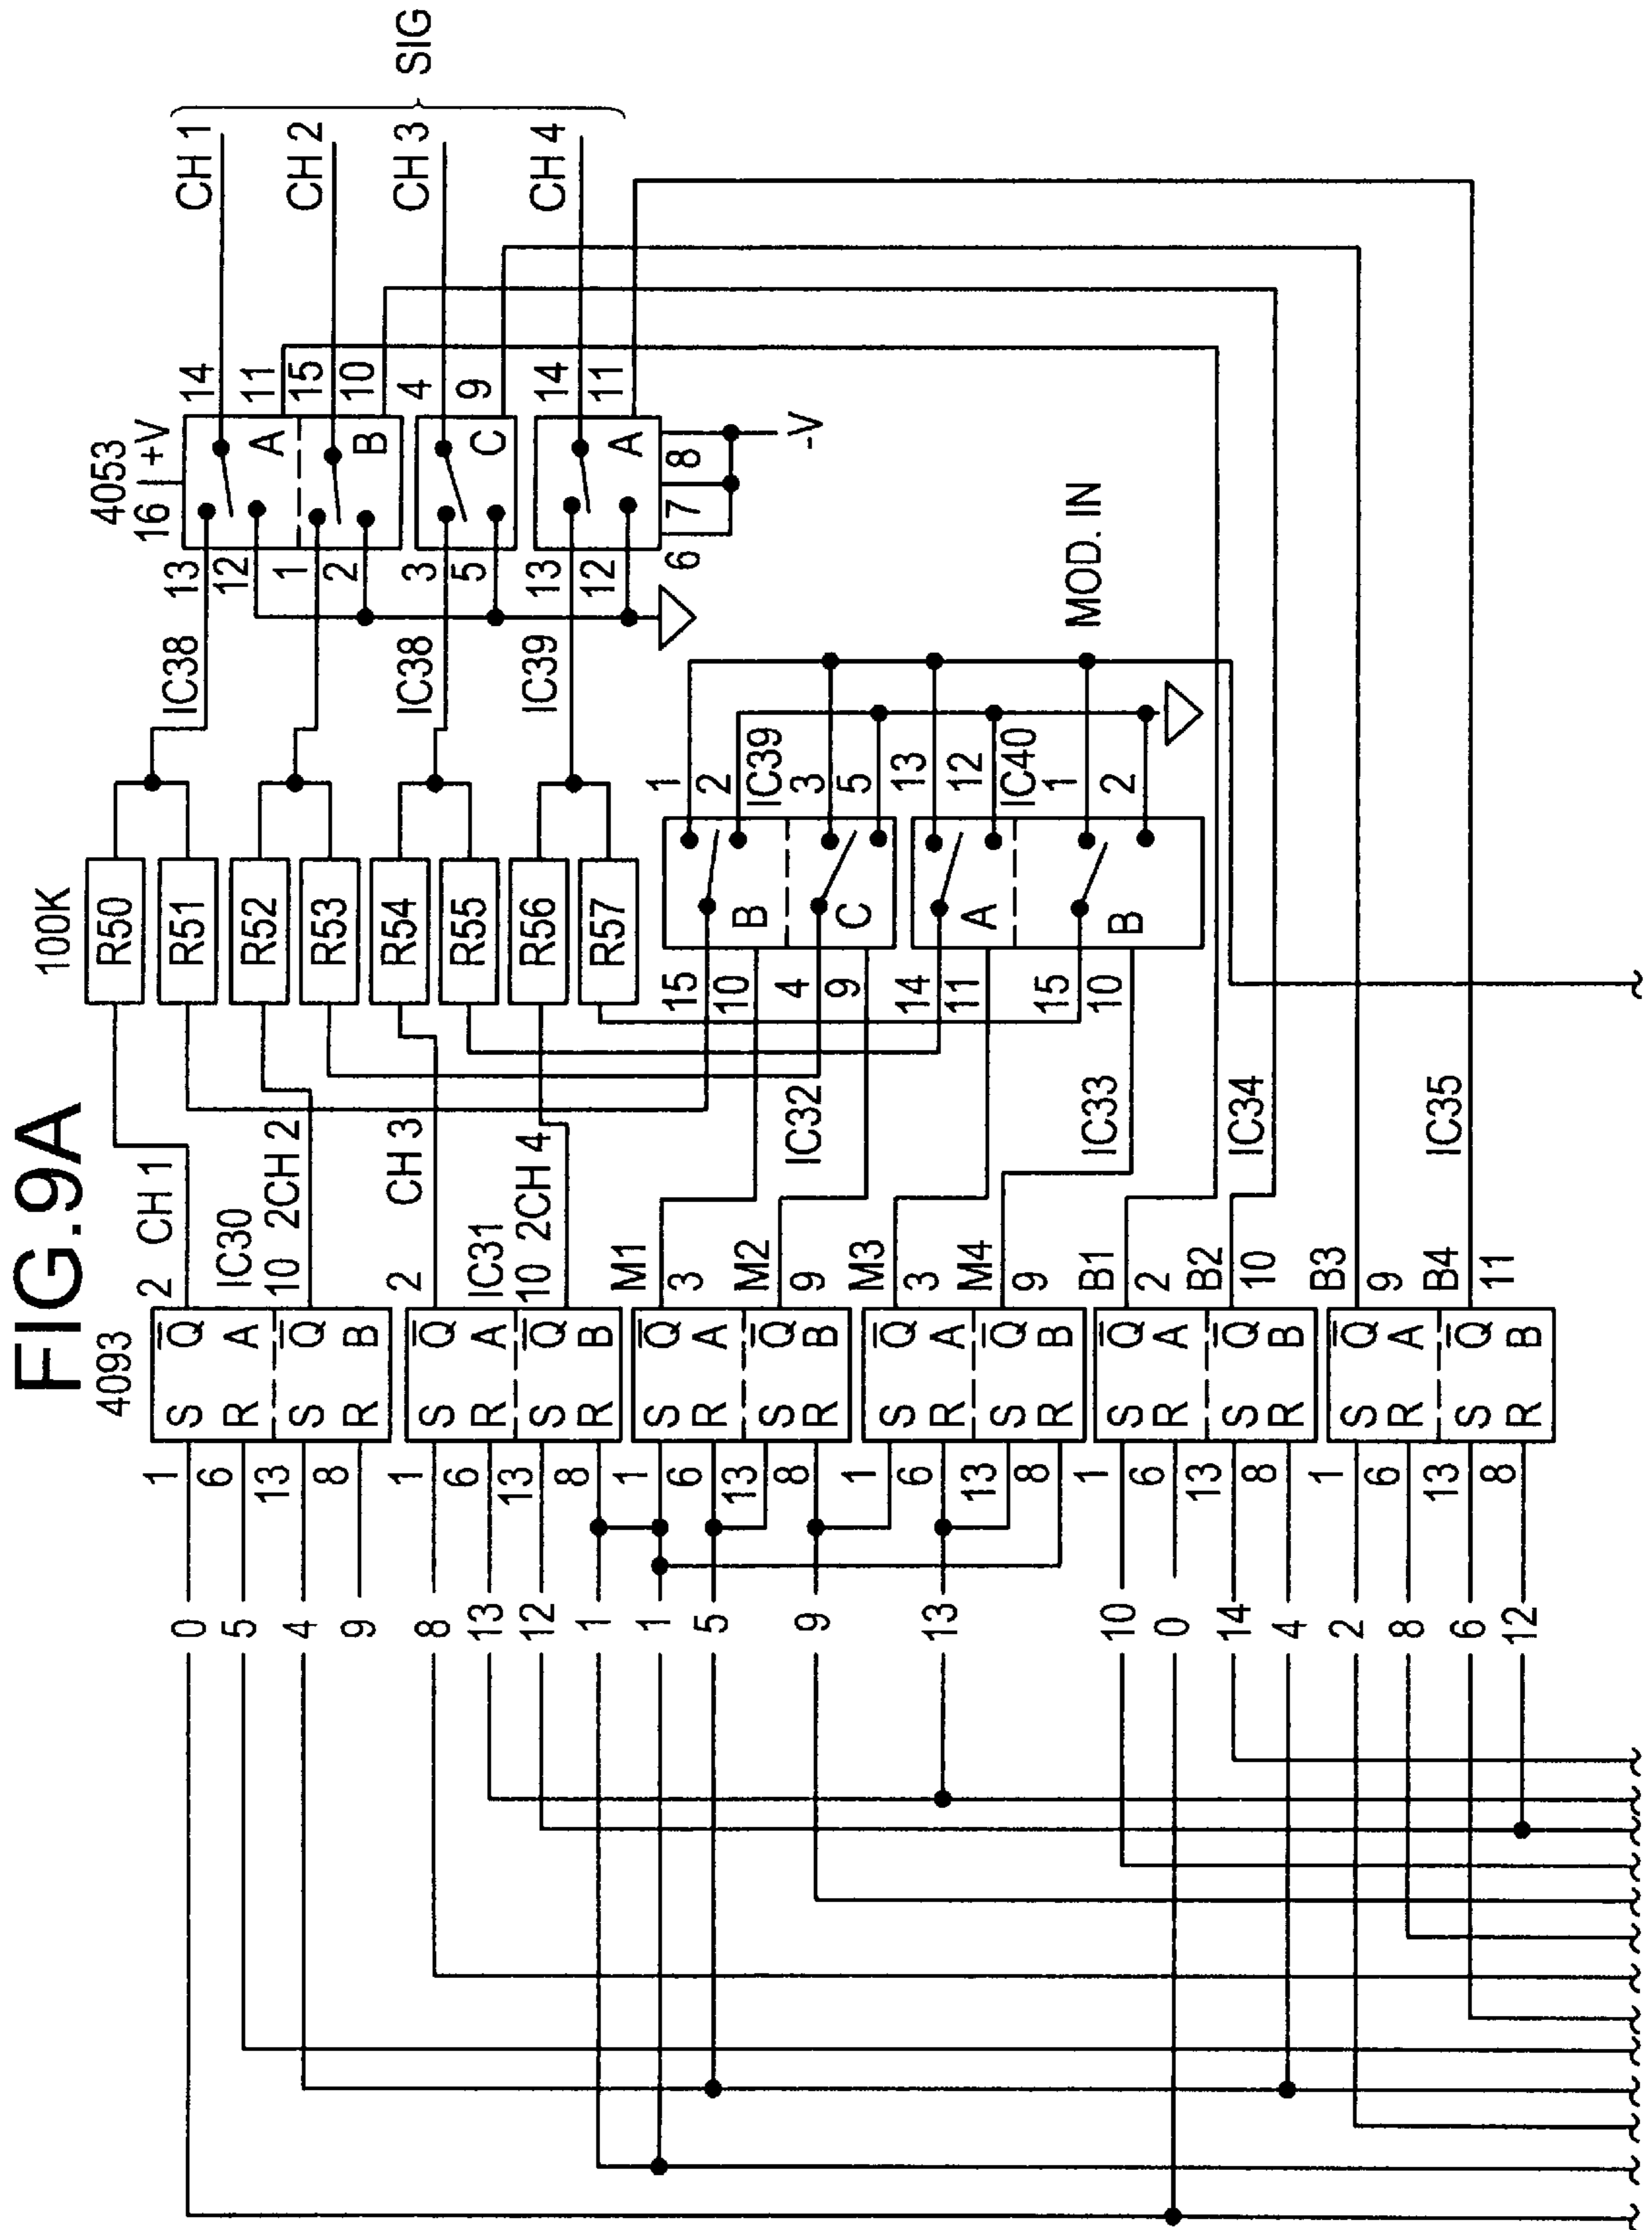 FIG.9A
4093
S Q
R A
S Q
R B
1
6
13
8
0
5
4
9
2 CH 1
IC30
10 2CH 2
S Q
R A
S Q
R B
1
6
13
8
8
13
12
1
2 CH 3
IC31
10 2CH 4
S Q
R A
S Q
R B
1
6
13
8
1
5
9
M1
3
M2
9
IC32
S Q
R A
S Q
R B
1
6
13
8
13
M3
3
M4
9
IC33
S Q
R A
S Q
R B
1
6
13
8
10
0
14
4
B1
2
B2
10
IC34
S Q
R A
S Q
R B
1
6
13
8
2
8
6
12
B3
9
B4
11
IC35
100K
R50
R51
R52
R53
R54
R55
R56
R57
15
10
4
9
B
C
1
2
IC39
3
5
14
11
15
10
A
B
13
12
IC40
1
2
MOD. IN
4053
16 +V
IC38
13
12
1
2
A
B
14
11
15
10
IC38
3
5
C
4
9
IC39
13
12
A
14
11
6
7
8
-V
CH 1
CH 2
CH 3
CH 4
SIG